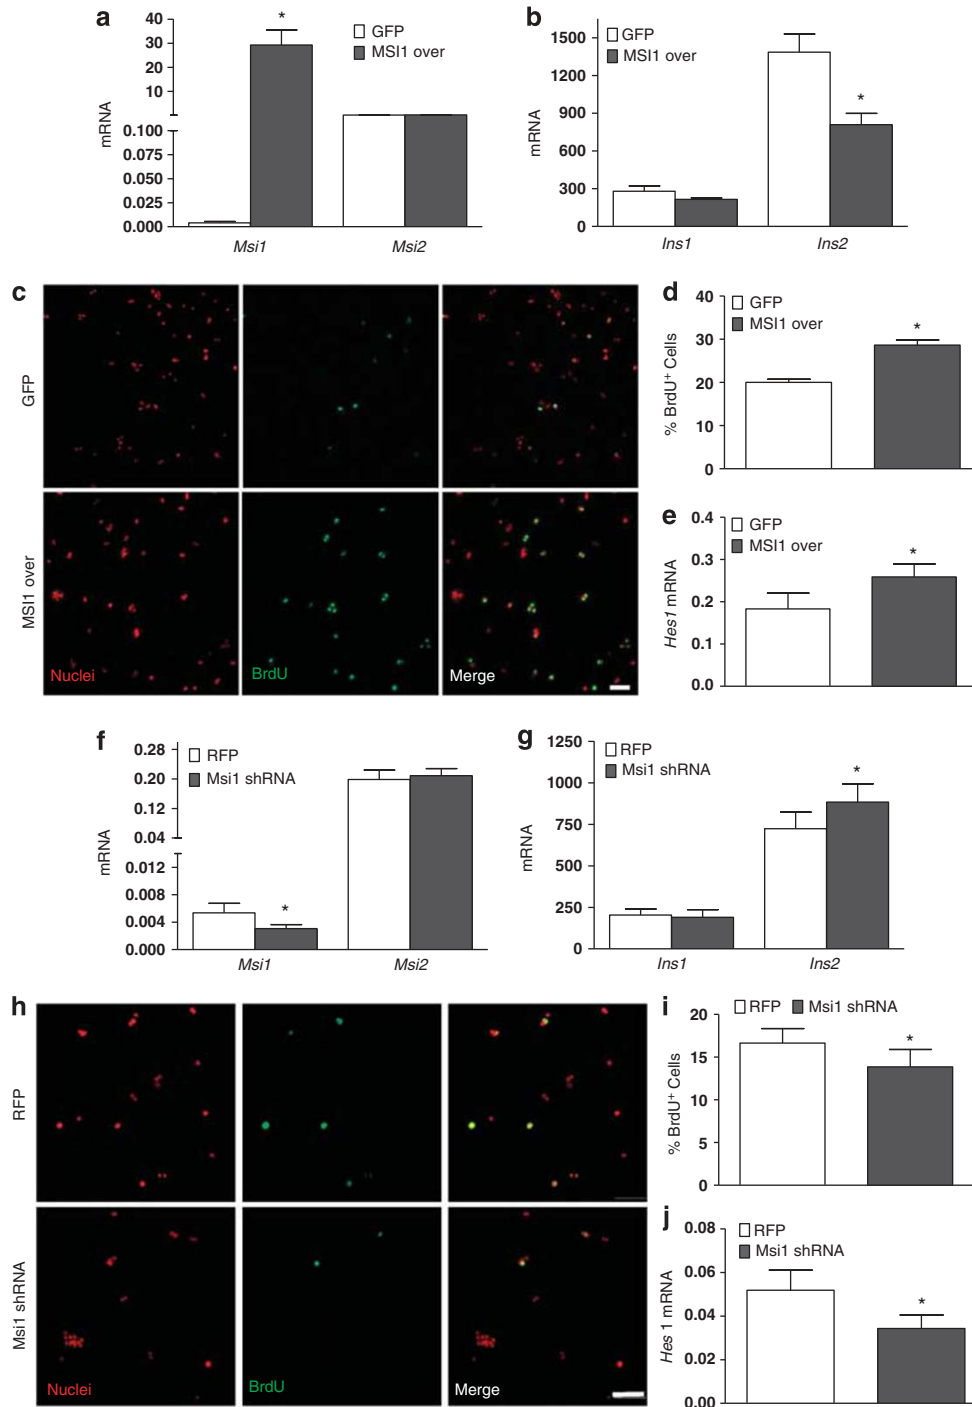 a
40
30
20
10
0.100
0.075
0.050
0.025
0.000
mRNA
*
GFP
MSI1 over
Msi1
Msi2
b
1500
1200
900
600
300
0
mRNA
GFP
MSI1 over
*
Ins1
Ins2
c
GFP
MSI1 over
Nuclei
BrdU
Merge
d
40
30
20
10
0
% BrdU+ Cells
GFP
MSI1 over
*
e
0.4
0.3
0.2
0.1
0.0
Hes1 mRNA
GFP
MSI1 over
*
f
0.28
0.20
0.12
0.04
0.012
0.008
0.004
0.000
mRNA
RFP
Msi1 shRNA
*
Msi1
Msi2
g
1250
1000
750
500
250
0
mRNA
RFP
Msi1 shRNA
*
Ins1
Ins2
h
RFP
Msi1 shRNA
Nuclei
BrdU
Merge
i
RFP Msi1 shRNA
20
15
10
5
0
% BrdU+ Cells
*
j
0.08
0.06
0.04
0.02
0.00
Hes 1 mRNA
RFP
Msi1 shRNA
*